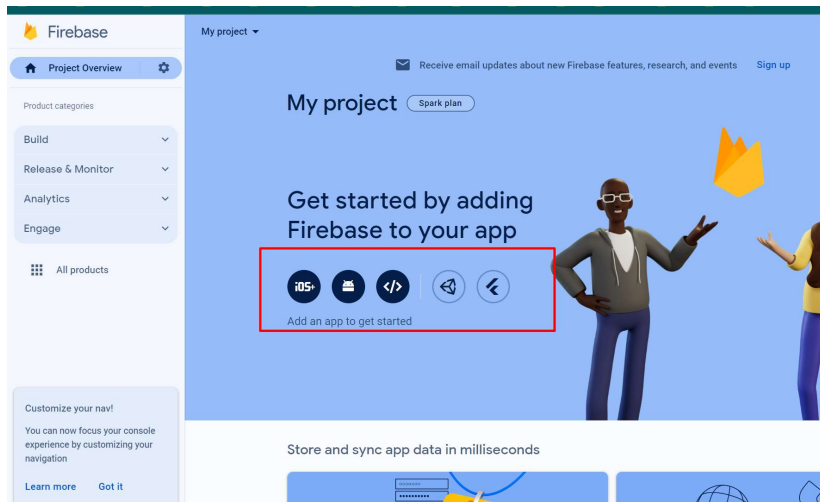 Firebase
My project
Project Overview
Receive email updates about new Firebase features, research, and events Sign up
Product categories
My project Spark plan
Build
Release & Monitor
Analytics
Engage
Get started by adding
Firebase to your app
All products
iOS+ </>
Add an app to get started
Customize your nav!
You can now focus your console
experience by customizing your
navigation
Learn more Got it
Store and sync app data in milliseconds